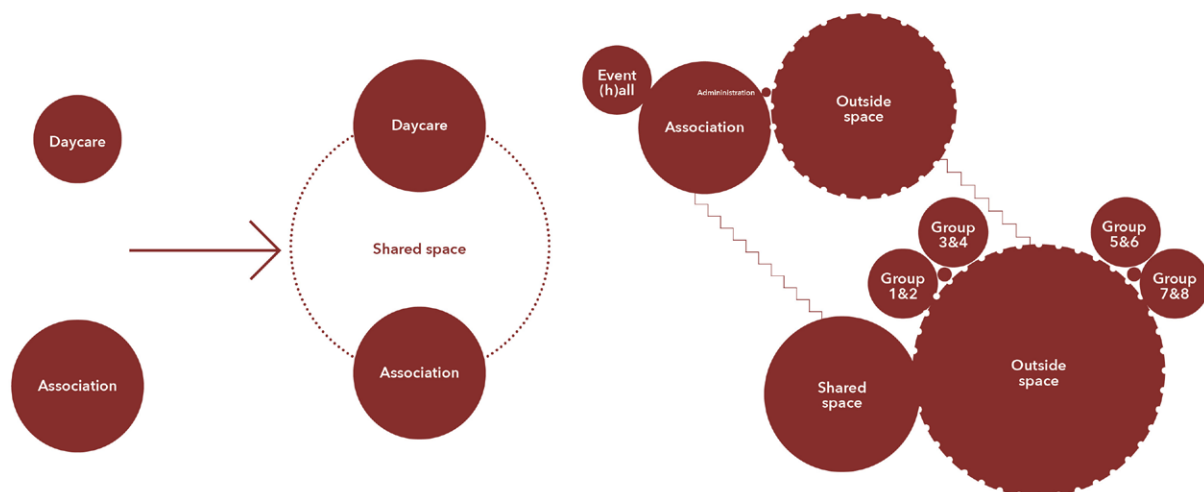 Daycare
Association
Daycare
Shared space
Association
Event
(h)all
Admininistration
Association
Outside
space
Group
3&4
Group
1&2
Group
5&6
Group
7&8
Shared
space
Outside
space